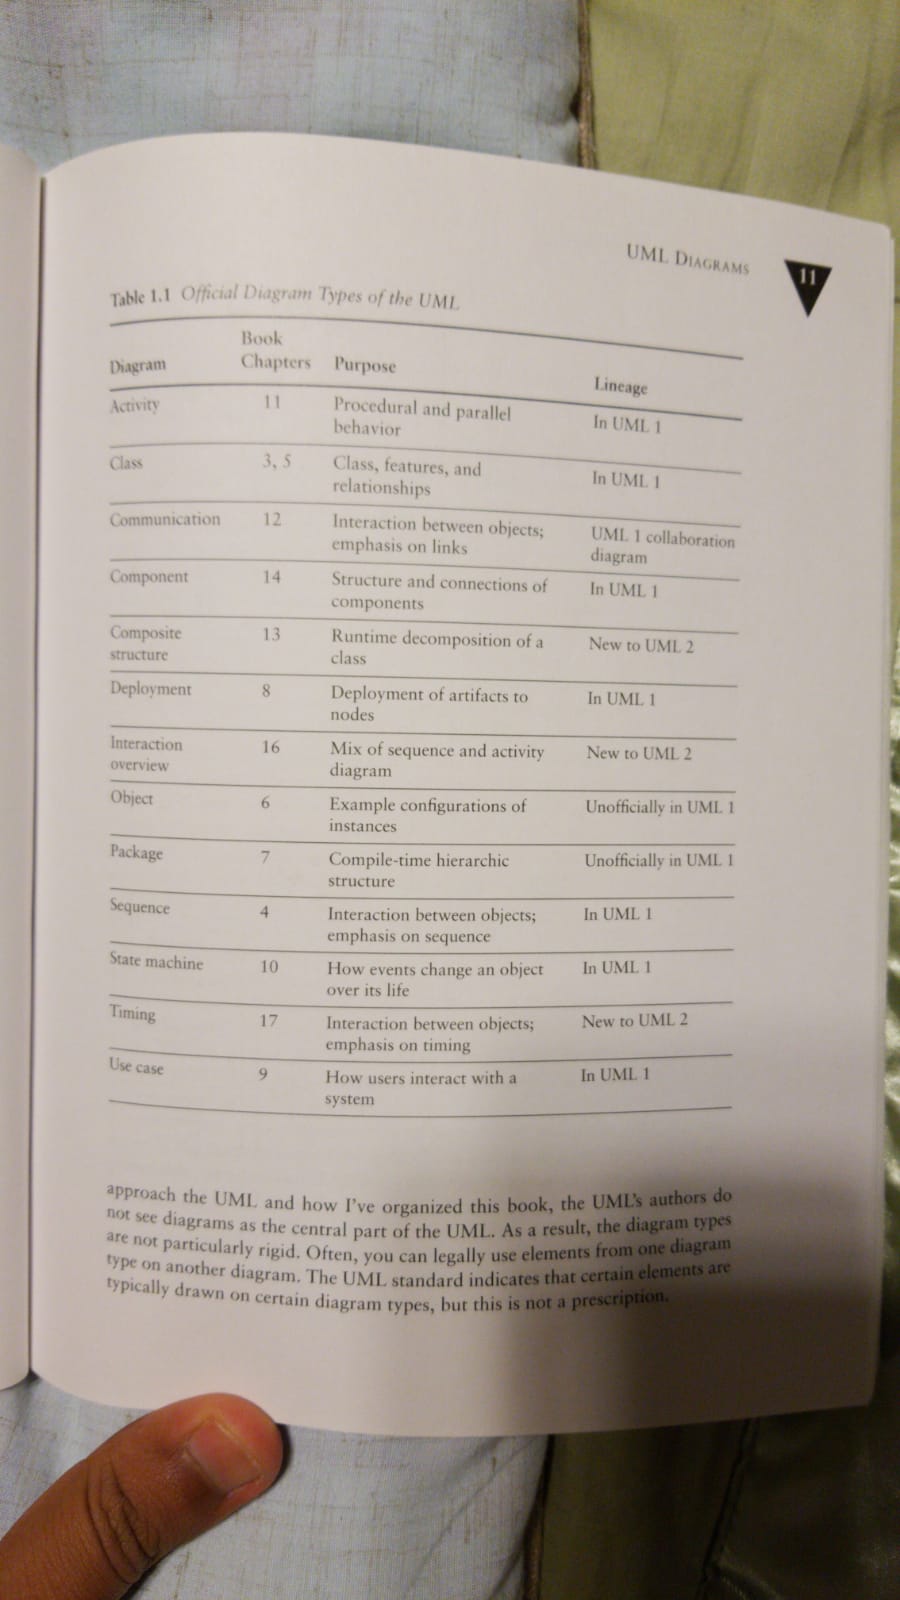 UML DIAGRAMS 11
Table 1.1 Official Diagram Types of the UML
Diagram Book Chapters Purpose Lineage
Activity 11 Procedural and parallel behavior In UML 1
Class 3, 5 Class, features, and relationships In UML 1
Communication 12 Interaction between objects; emphasis on links UML 1 collaboration diagram
Component 14 Structure and connections of components In UML 1
Composite structure 13 Runtime decomposition of a class New to UML 2
Deployment 8 Deployment of artifacts to nodes In UML 1
Interaction overview 16 Mix of sequence and activity diagram New to UML 2
Object 6 Example configurations of instances Unofficially in UML 1
Package 7 Compile-time hierarchic structure Unofficially in UML 1
Sequence 4 Interaction between objects; emphasis on sequence In UML 1
State machine 10 How events change an object over its life In UML 1
Timing 17 Interaction between objects; emphasis on timing New to UML 2
Use case 9 How users interact with a system In UML 1
approach the UML and how I've organized this book, the UML's authors do
not see diagrams as the central part of the UML. As a result, the diagram types
are not particularly rigid. Often, you can legally use elements from one diagram
type on another diagram. The UML standard indicates that certain elements are
typically drawn on certain diagram types, but this is not a prescription.